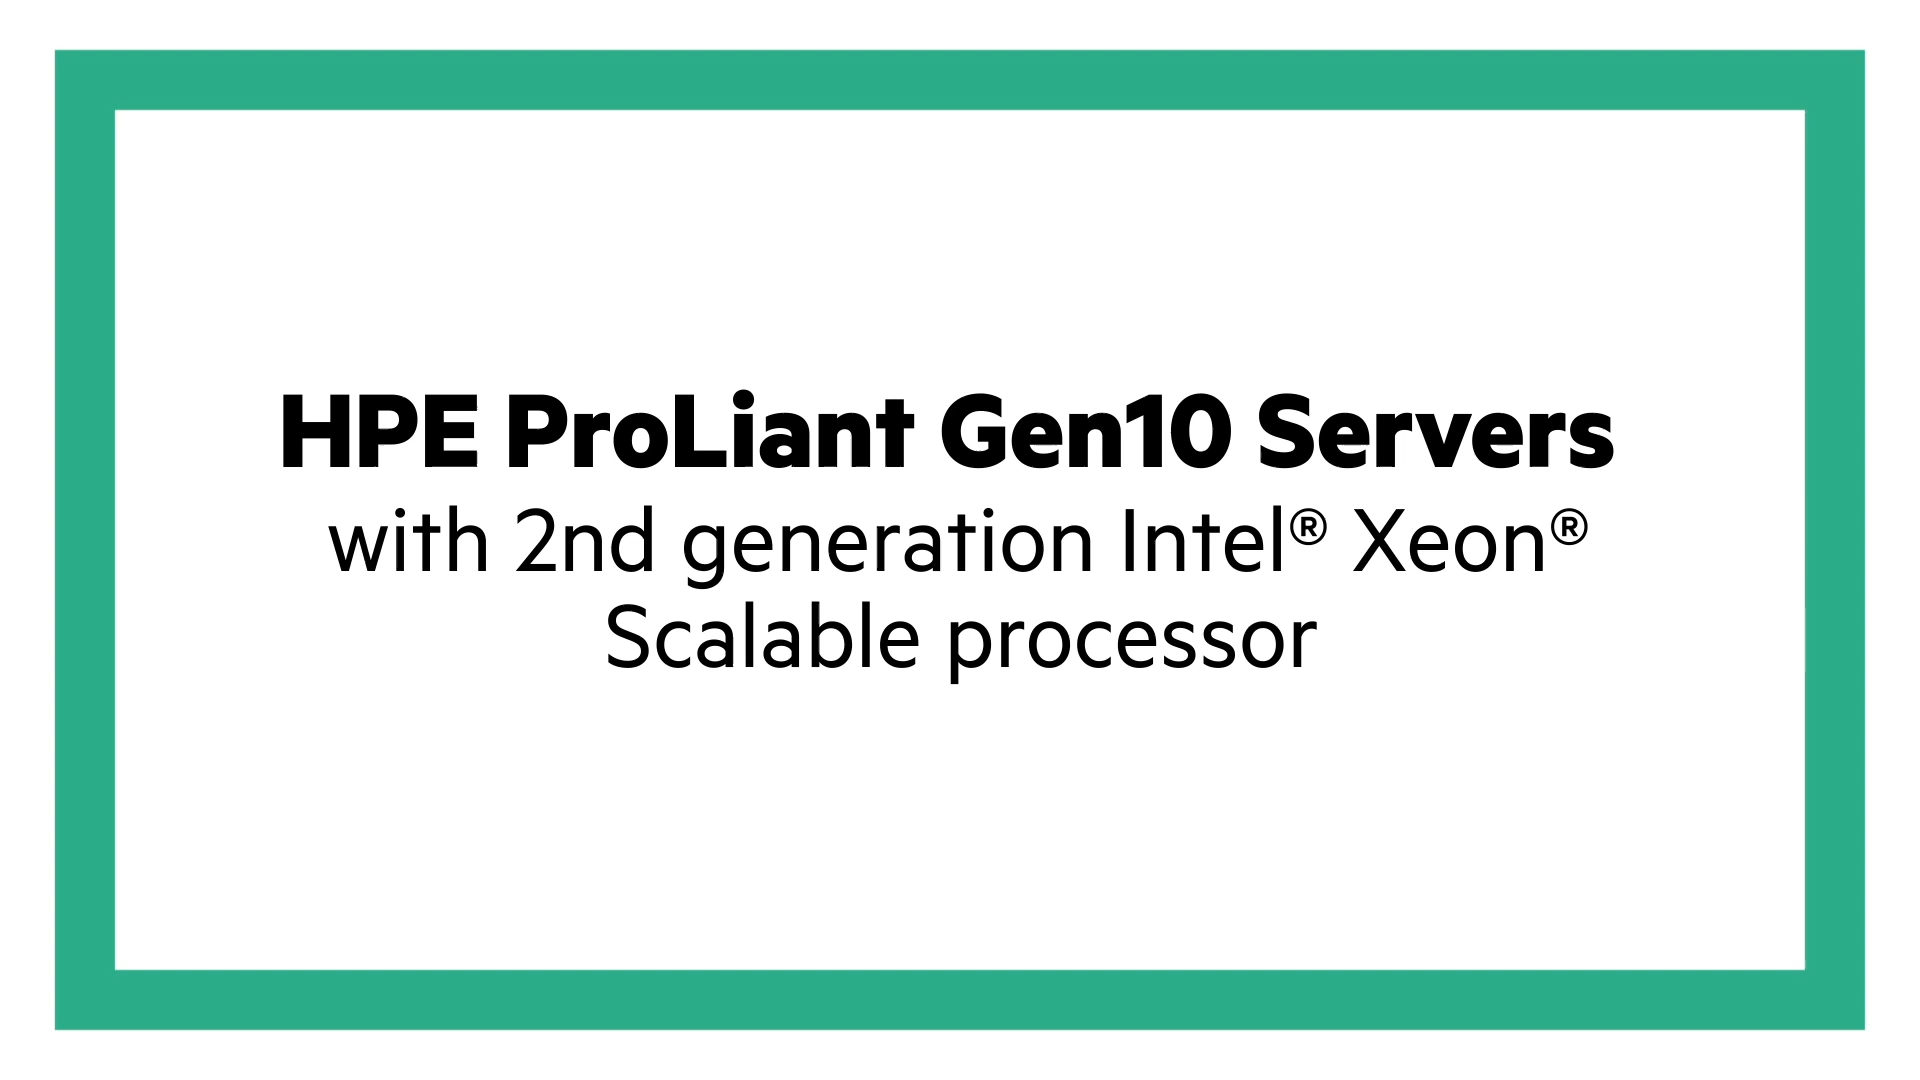 HPE ProLiant Gen10 Servers
with 2nd generation Intel® Xeon®
Scalable processor